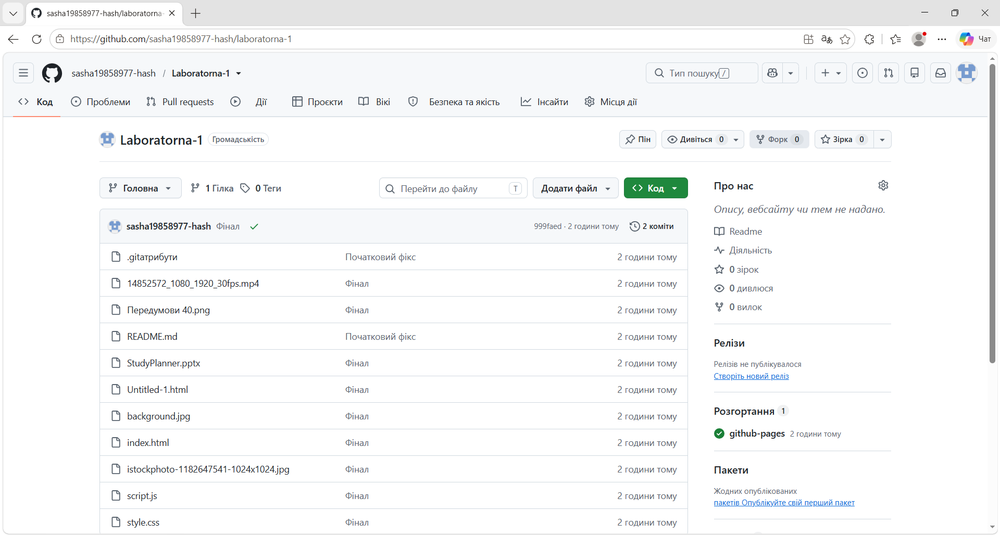 sasha19858977-hash/laboratorna-
https://github.com/sasha19858977-hash/laboratorna-1
Чат
sasha19858977-hash / Laboratorna-1
Тип пошуку /
Код Проблеми Pull requests Дії Проєкти Вікі Безпека та якість Інсайти Місця дії
Laboratorna-1 Громадськість
Пін Дивіться 0 Форк 0 Зірка 0
Головна 1 Гілка 0 Теги
Перейти до файлу T Додати файл Код
sasha19858977-hash Фінал 999faed · 2 години тому 2 коміти
.gitатрибути Початковий фікс 2 години тому
14852572_1080_1920_30fps.mp4 Фінал 2 години тому
Передумови 40.png Фінал 2 години тому
README.md Початковий фікс 2 години тому
StudyPlanner.pptx Фінал 2 години тому
Untitled-1.html Фінал 2 години тому
background.jpg Фінал 2 години тому
index.html Фінал 2 години тому
istockphoto-1182647541-1024x1024.jpg Фінал 2 години тому
script.js Фінал 2 години тому
style.css Фінал 2 години тому
Про нас
Опису, вебсайту чи тем не надано.
Readme
Діяльність
0 зірок
0 дивлюся
0 вилок
Релізи
Релізів не публікувалося
Створіть новий реліз
Розгортання 1
github-pages 2 години тому
Пакети
Жодних опублікованих
пакетів Опублікуйте свій перший пакет